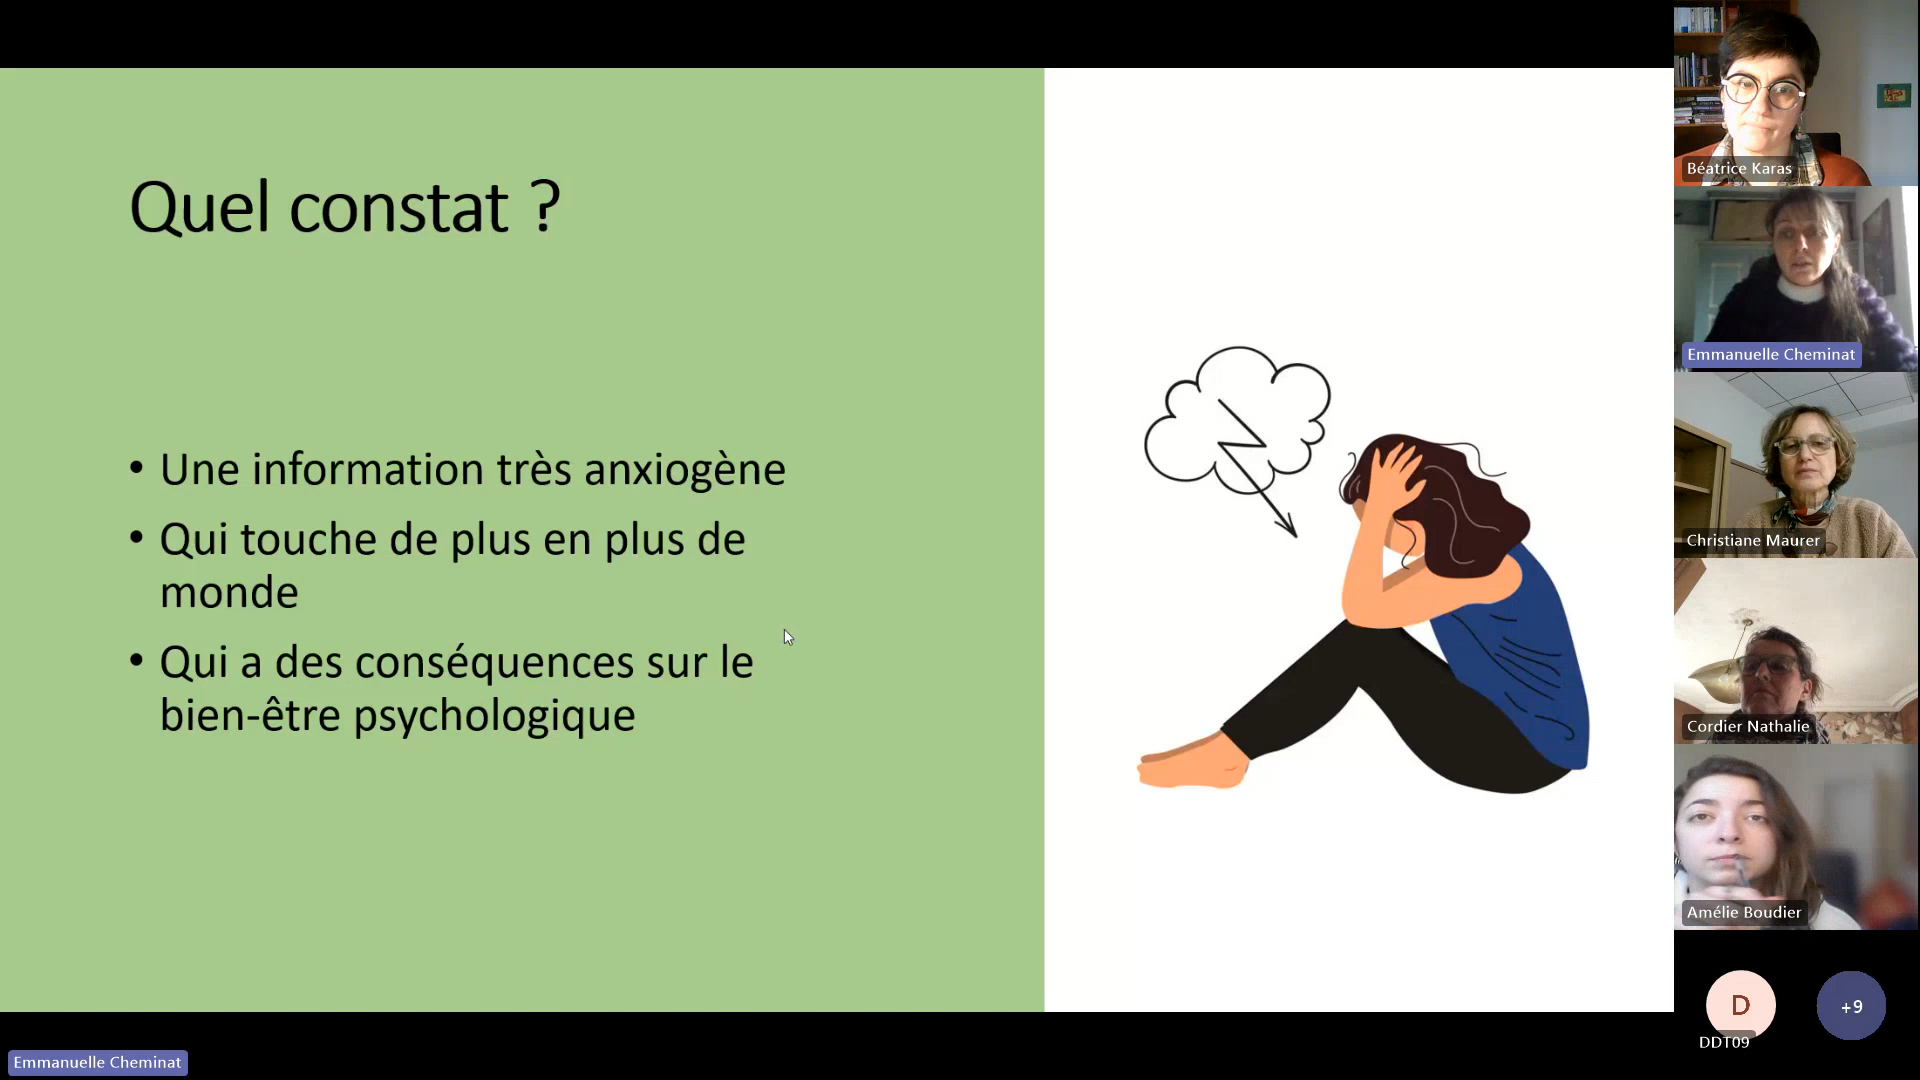 Quel constat ?
• Une information très anxiogène
• Qui touche de plus en plus de
monde
• Qui a des conséquences sur le
bien-être psychologique
Béatrice Karas
Emmanuelle Cheminat
Christiane Maurer
Cordier Nathalie
Amélie Boudier
D
DDT09
+9
Emmanuelle Cheminat